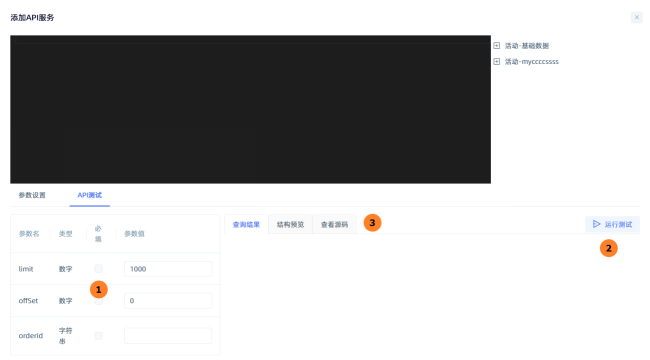 添加API服务
活动-基础数据
活动-myccccssss
参数设置 API测试
参数名 类型 必填 参数值
查询结果 结构预览 查看源码 3
运行测试
2
limit 数字 1000
1
offSet 数字 0
orderid 字符串